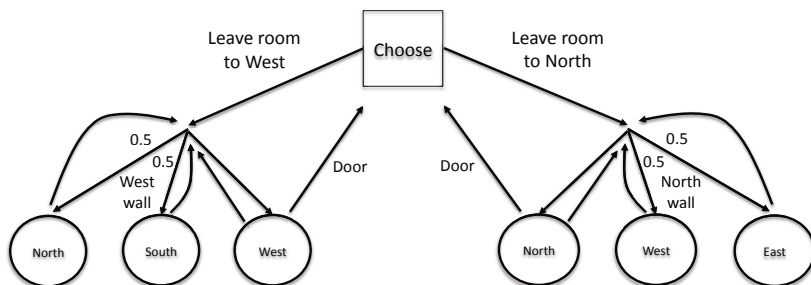 Leave room
to West
Choose
Leave room
to North
0.5
0.5
West
wall
Door
Door
0.5
0.5
North
wall
North
South
West
North
West
East